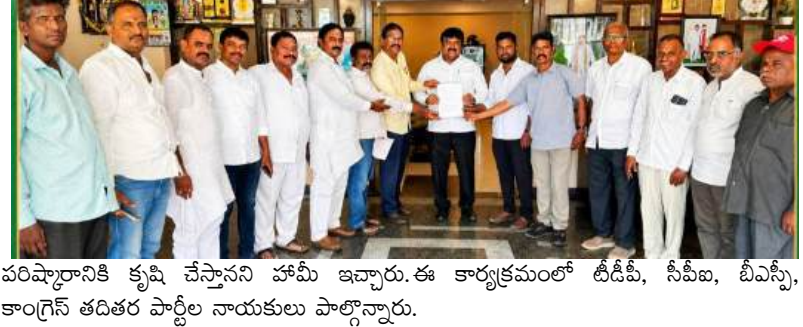 పరిష్కారానికి కృషి చేస్తానని హామీ ఇచ్చారు. ఈ కార్యక్రమంలో టీడీపీ, సీపీఐ, బీఎస్పీ,
కాంగ్రెస్ తదితర పార్టీల నాయకులు పాల్గొన్నారు.